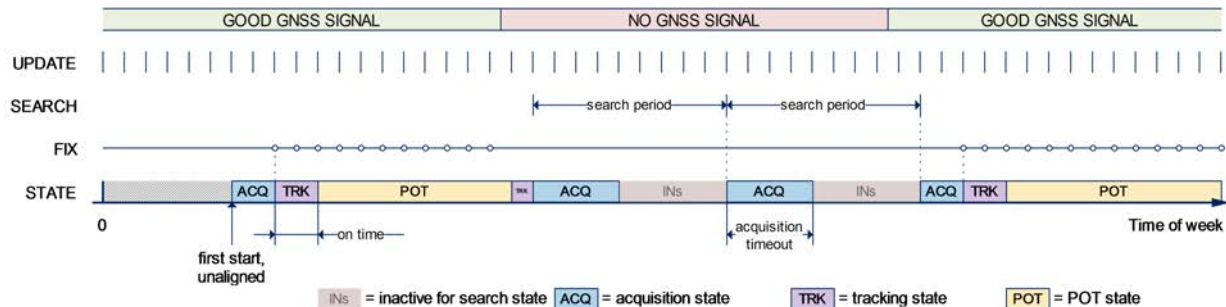 GOOD GNSS SIGNAL NO GNSS SIGNAL GOOD GNSS SIGNAL
UPDATE
SEARCH search period search period
FIX
STATE ACQ TRK POT TRK ACQ INs ACQ INs ACQ TRK POT
0 Time of week
on time
acquisition
timeout
first start,
unaligned
INs = inactive for search state ACQ = acquisition state TRK = tracking state POT = POT state